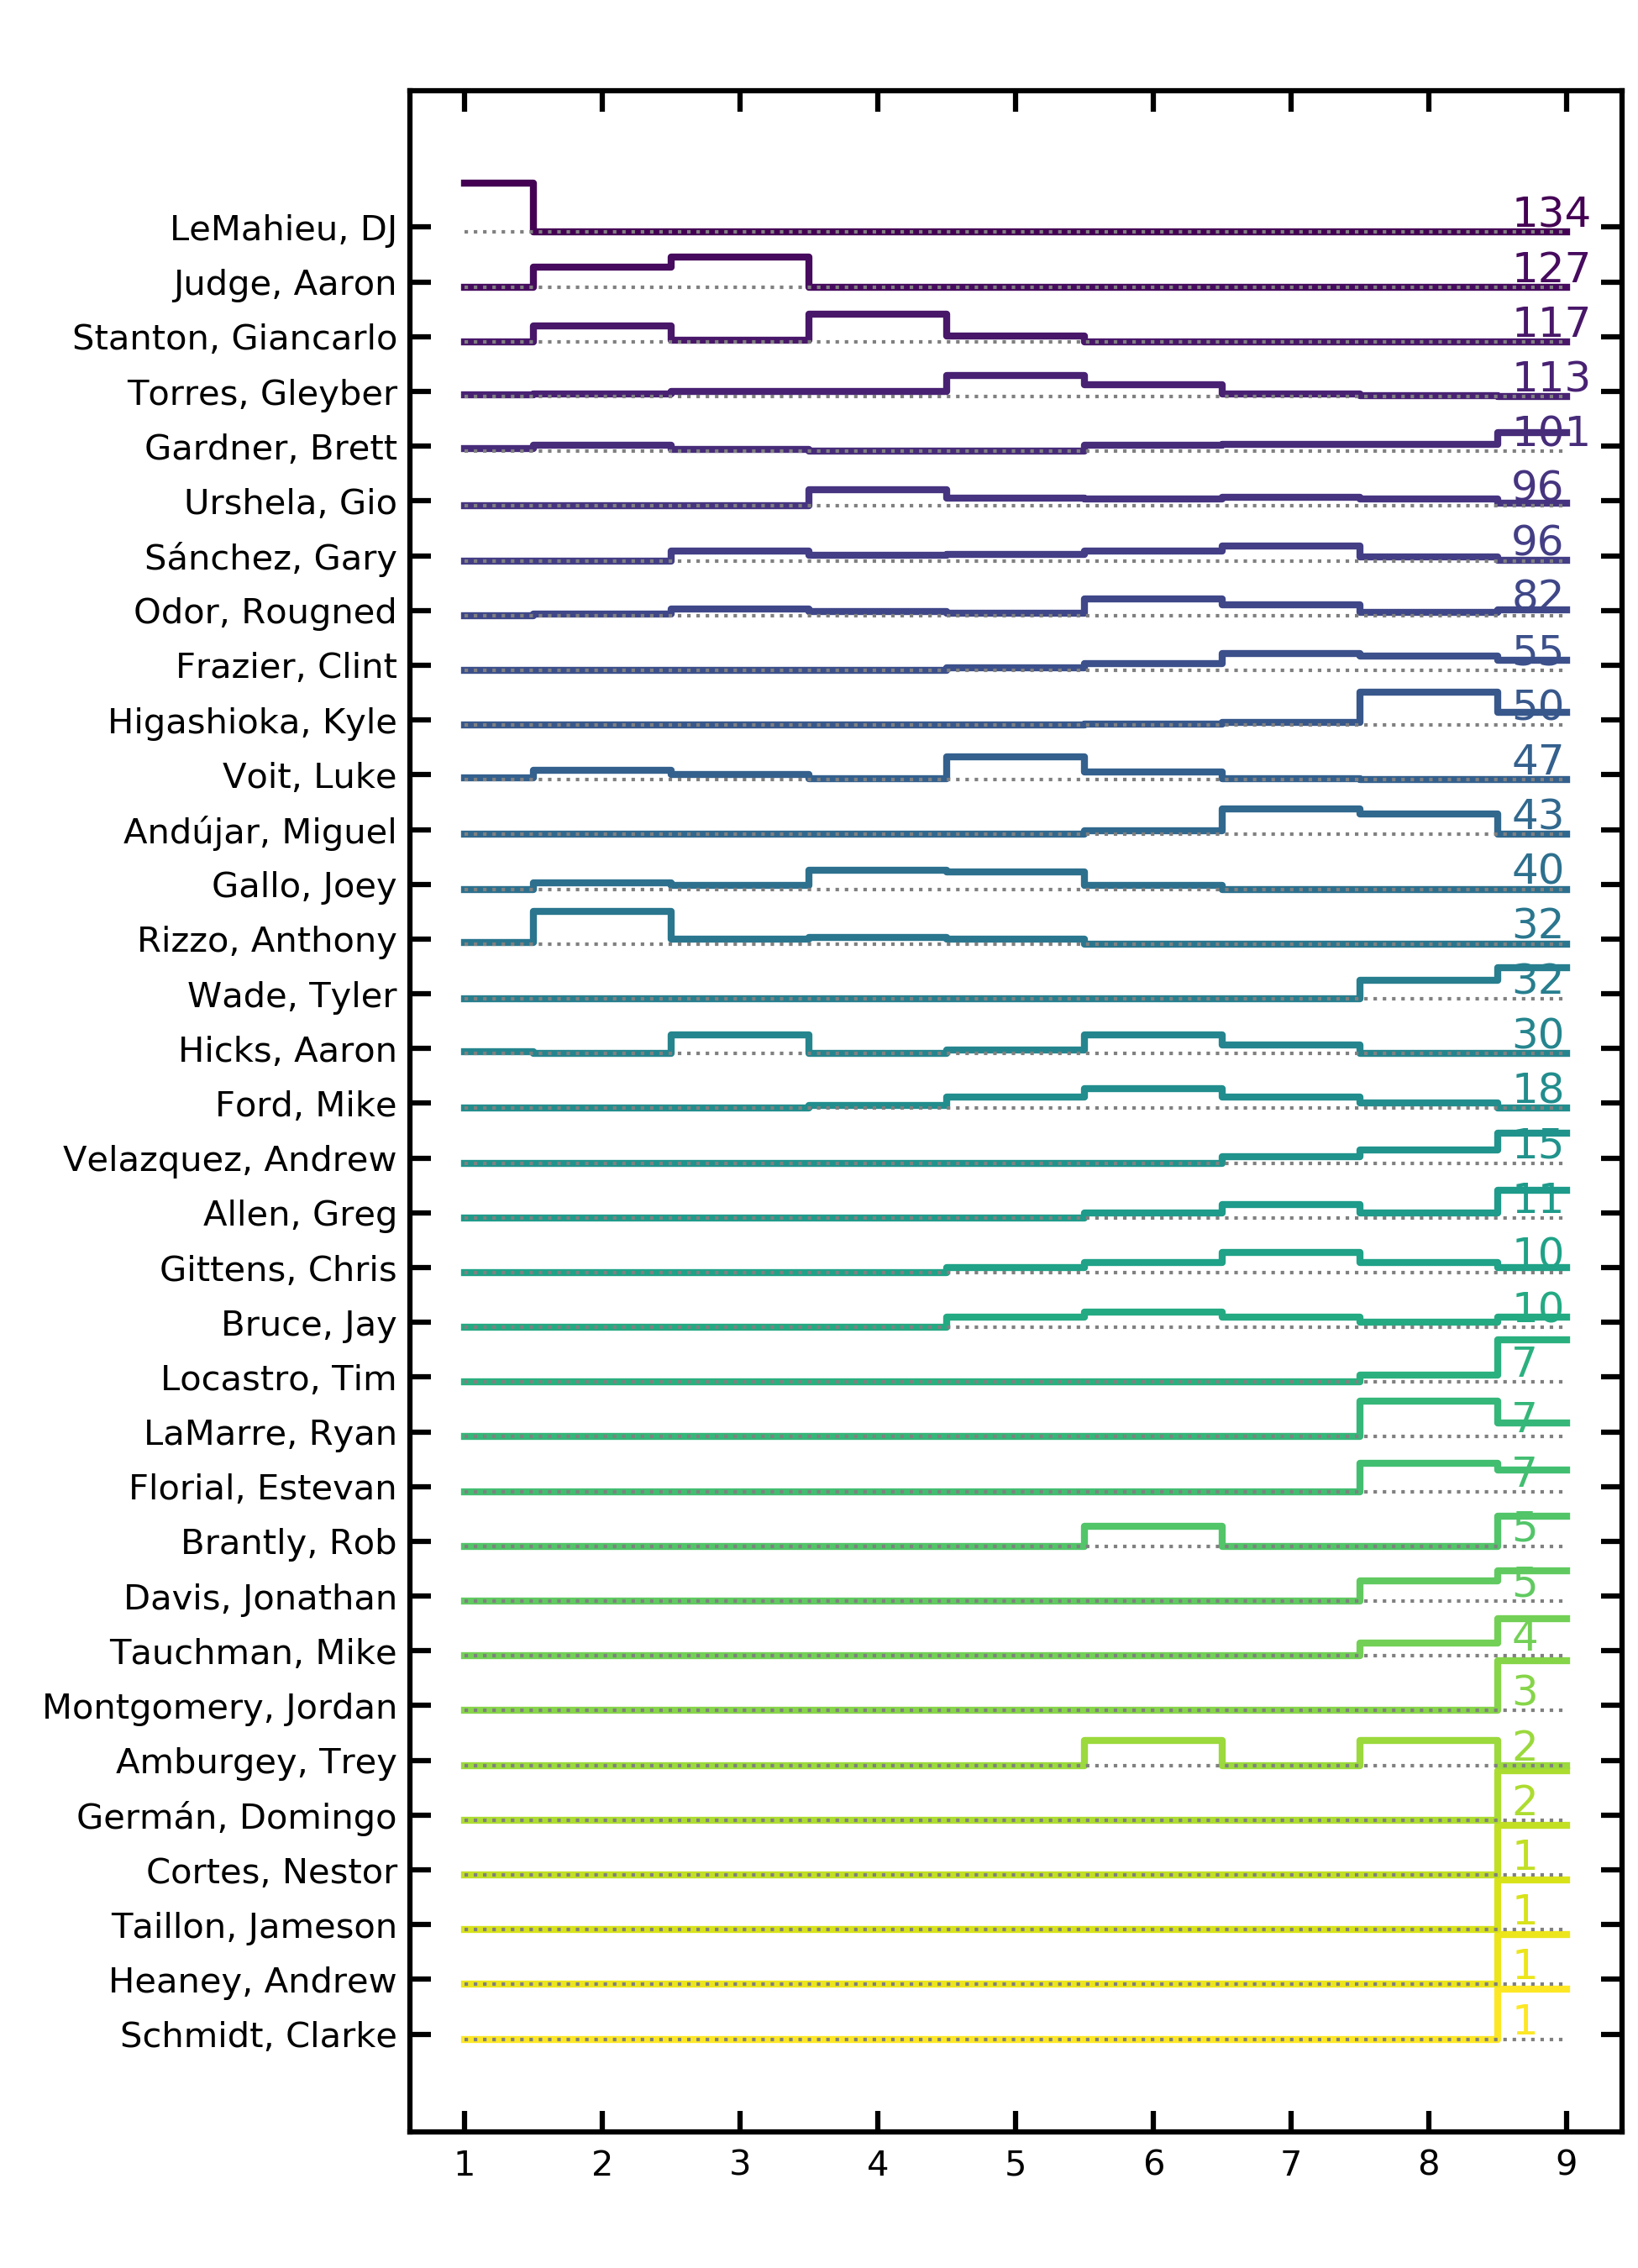 LeMahieu, DJ 134
Judge, Aaron 127
Stanton, Giancarlo 117
Torres, Gleyber 113
Gardner, Brett 101
Urshela, Gio 96
Sánchez, Gary 96
Odor, Rougned 82
Frazier, Clint 55
Higashioka, Kyle 50
Voit, Luke 47
Andújar, Miguel 43
Gallo, Joey 40
Rizzo, Anthony 32
Wade, Tyler 32
Hicks, Aaron 30
Ford, Mike 18
Velazquez, Andrew 15
Allen, Greg 11
Gittens, Chris 10
Bruce, Jay 10
Locastro, Tim 7
LaMarre, Ryan 7
Florial, Estevan 7
Brantly, Rob 5
Davis, Jonathan 5
Tauchman, Mike 4
Montgomery, Jordan 3
Amburgey, Trey 2
Germán, Domingo 2
Cortes, Nestor 1
Taillon, Jameson 1
Heaney, Andrew 1
Schmidt, Clarke 1
1 2 3 4 5 6 7 8 9